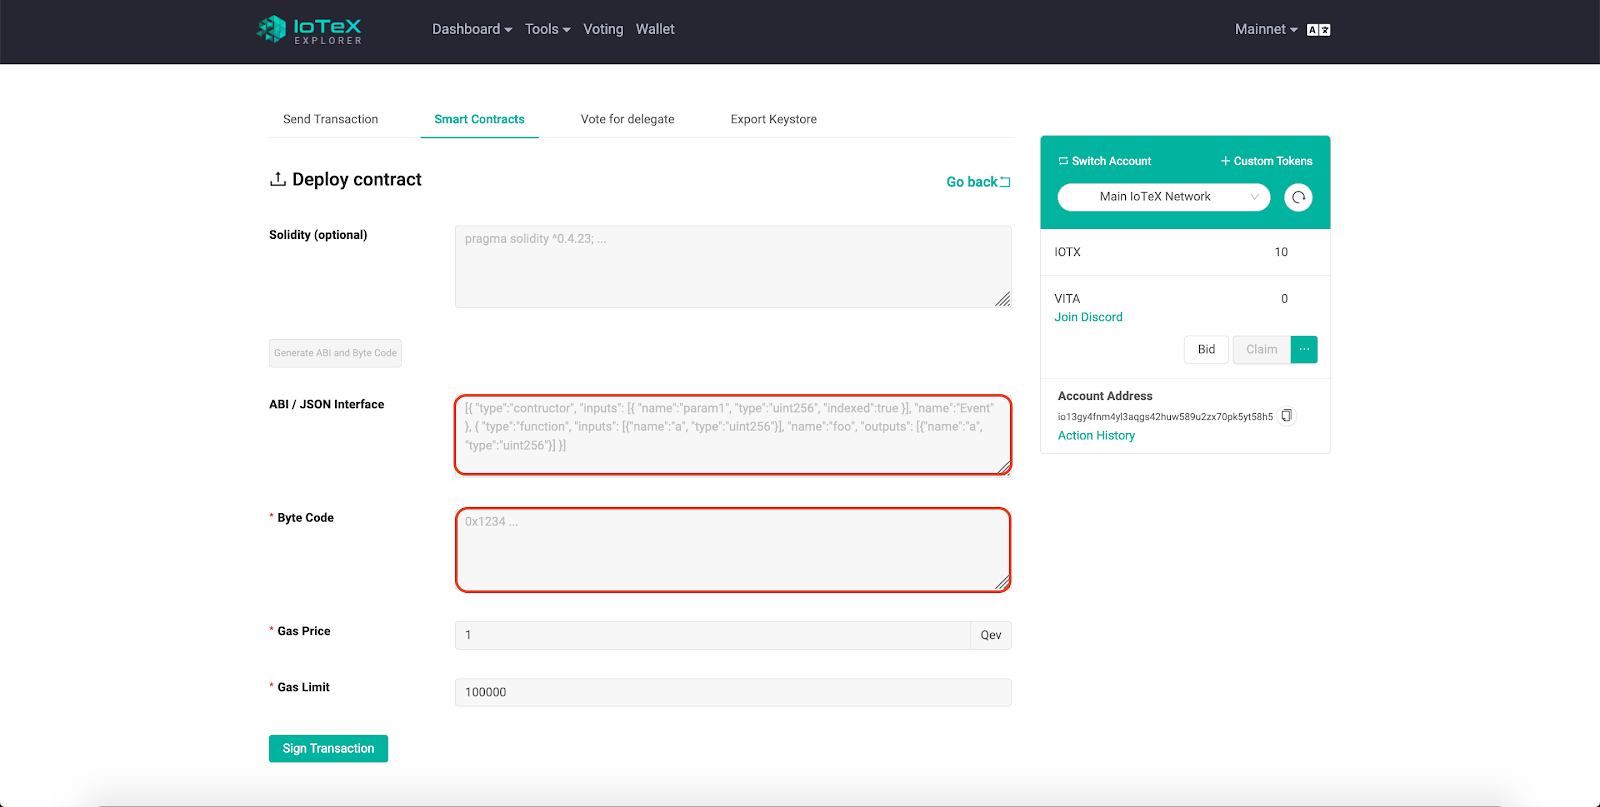 IoTeX
EXPLORER
Dashboard
Tools
Voting
Wallet
Mainnet
Send Transaction
Smart Contracts
Vote for delegate
Export Keystore
Deploy contract
Go back
Solidity (optional)
pragma solidity ^0.4.23; ...
Generate ABI and Byte Code
ABI / JSON Interface
[{ "type":"contructor", "inputs": [{ "name":"param1", "type":"uint256", "indexed":true }], "name":"Event"
}, { "type":"function", "inputs": [{"name":"a", "type":"uint256"}], "name":"foo", "outputs": [{"name":"a",
"type":"uint256"}] }]
* Byte Code
0x1234 ...
* Gas Price
1
Qev
* Gas Limit
100000
Sign Transaction
Switch Account
+ Custom Tokens
Main IoTeX Network
IOTX
10
VITA
0
Join Discord
Bid
Claim
...
Account Address
io13gy4fnm4yl3aqgs42huw589u2zx70pk5yt58h5
Action History